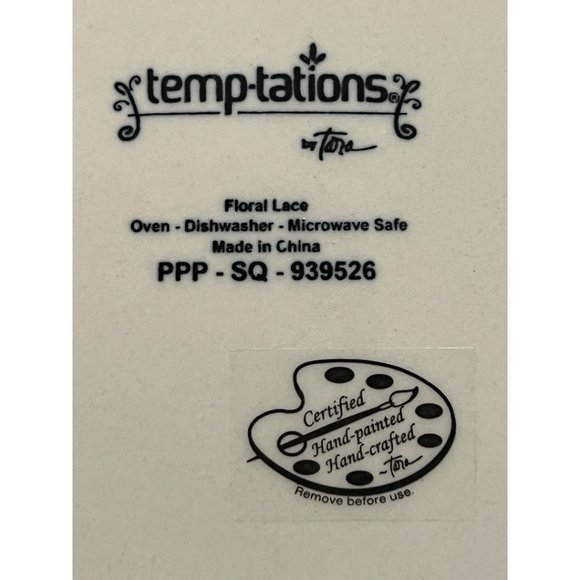 temp-tations®
by Tara
Floral Lace
Oven - Dishwasher - Microwave Safe
Made in China
PPP - SQ - 939526
Certified
Hand-painted
Hand-crafted
~Tara
Remove before use.